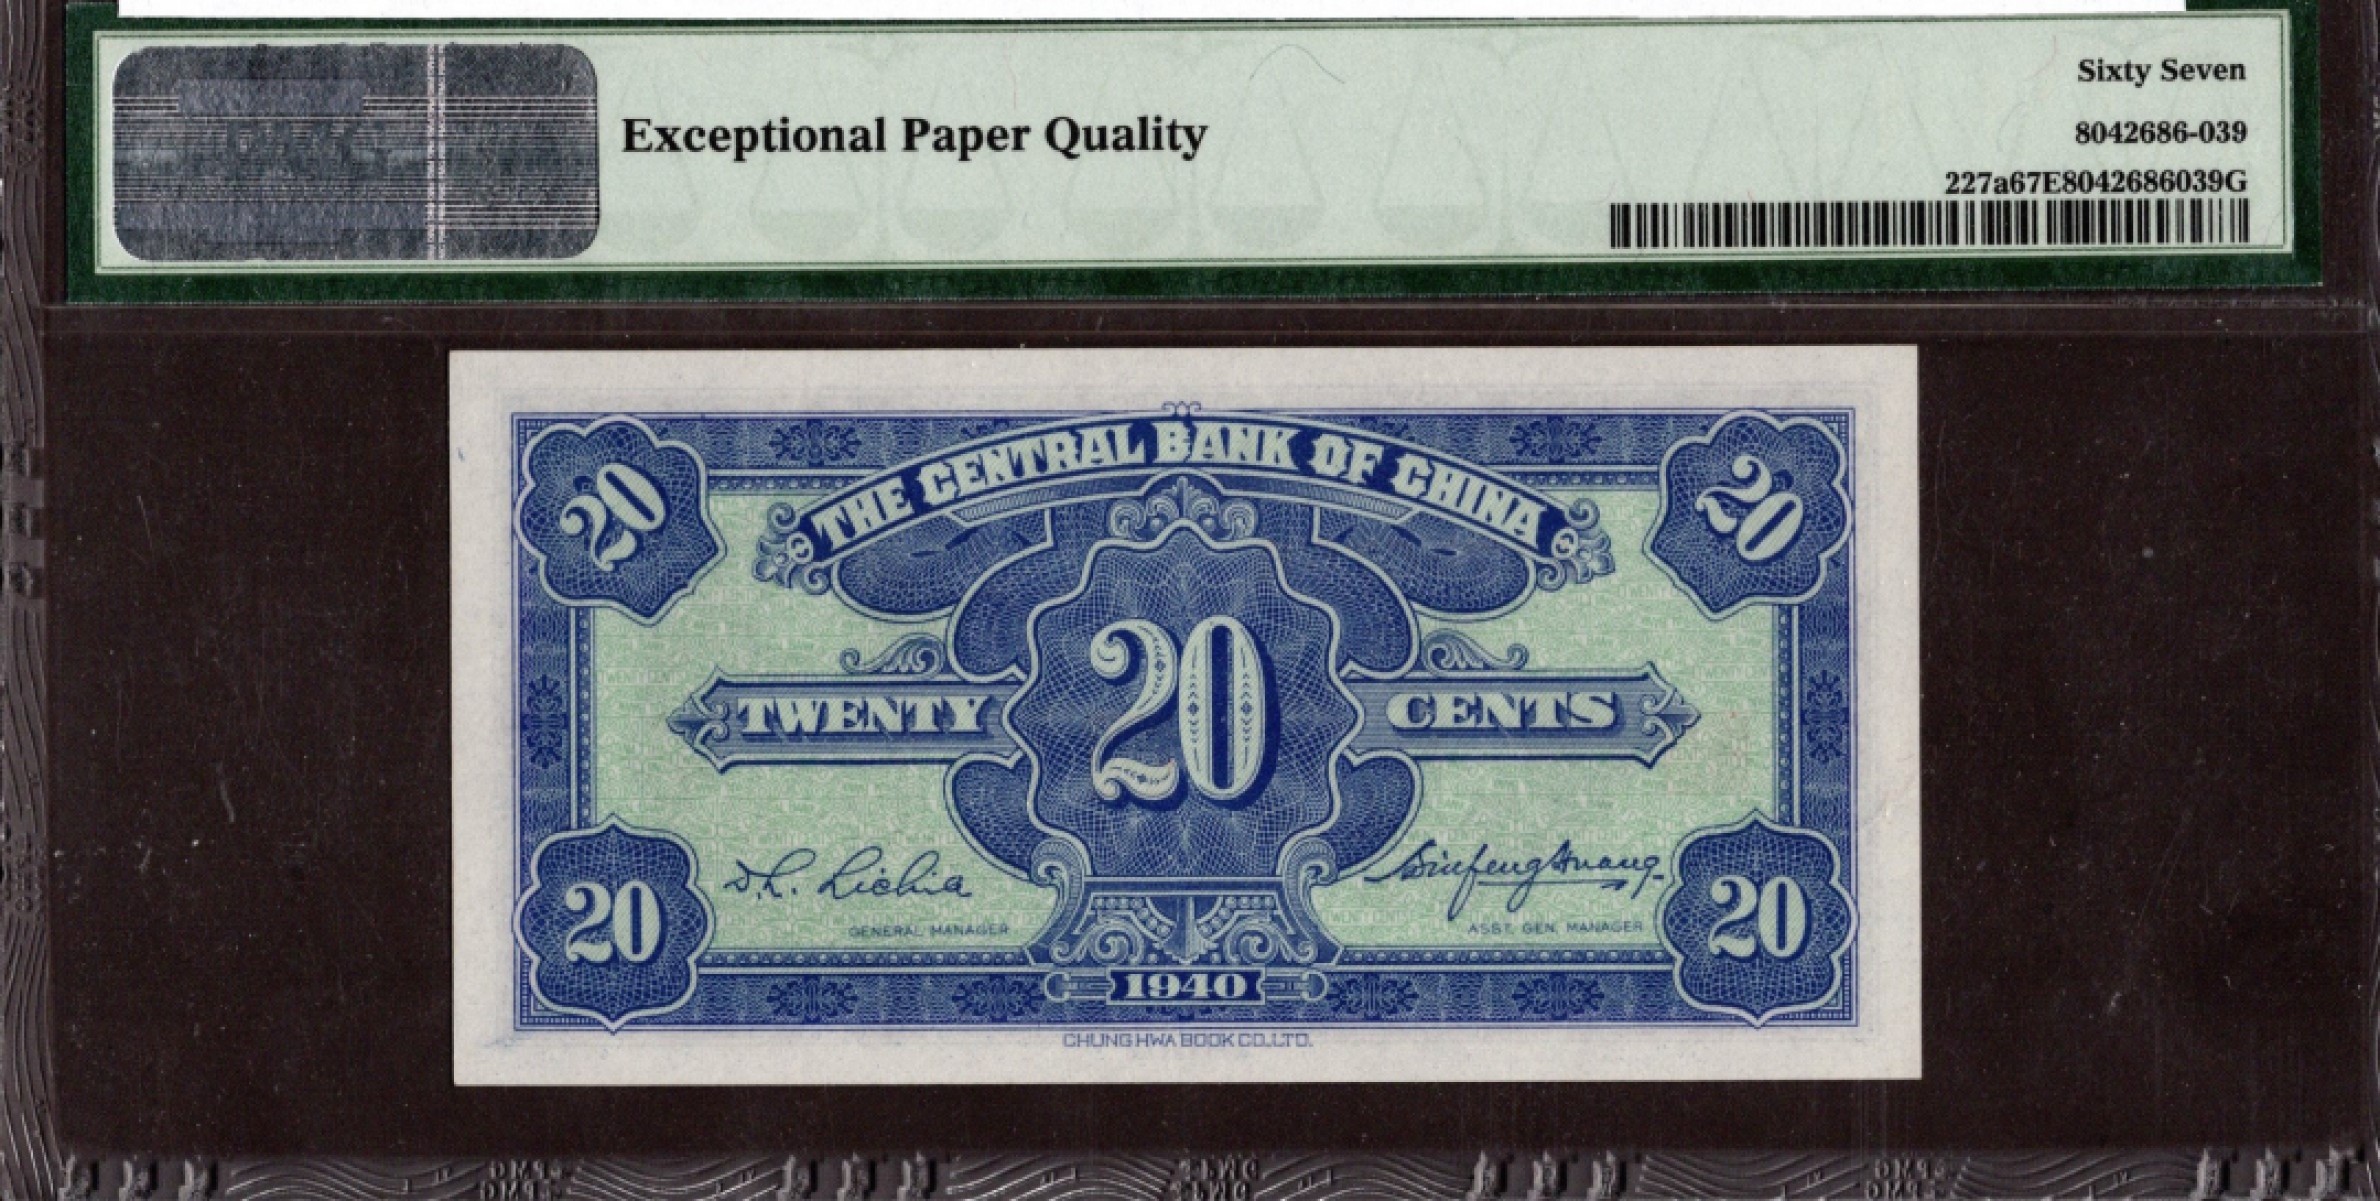 Sixty Seven
Exceptional Paper Quality
8042686-039
227a67E8042686039G
THE CENTRAL BANK OF CHINA
20 20
20
TWENTY CENTS
20 20
GENERAL MANAGER
ASST. GEN. MANAGER
1940
CHUNG HWA BOOK CO.,LTD.